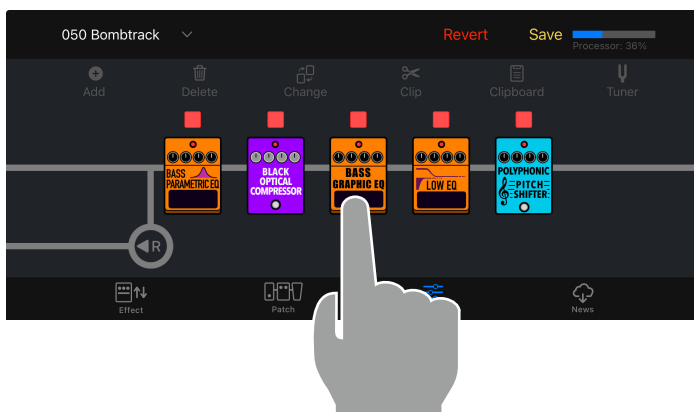 050 Bombtrack
Revert
Save
Processor: 36%
Add
Delete
Change
Clip
Clipboard
Tuner
BASS
PARAMETRIC EQ
BLACK
OPTICAL
COMPRESSOR
BASS
GRAPHIC EQ
LOW EQ
POLYPHONIC
PITCH
SHIFTER
R
Effect
Patch
News